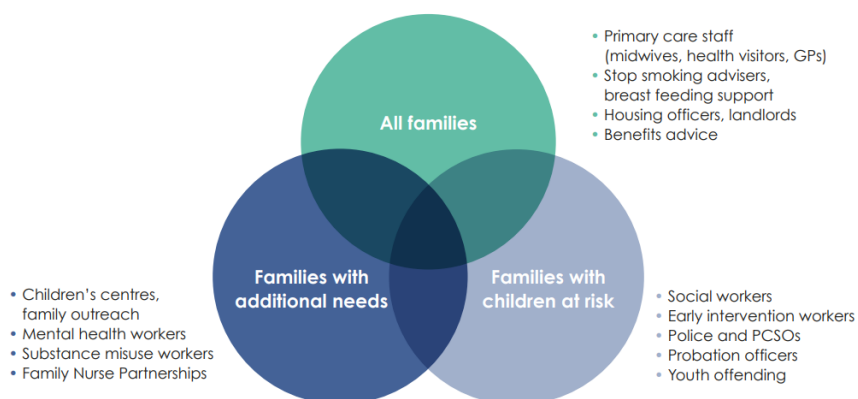 • Primary care staff
(midwives, health visitors, GPs)
• Stop smoking advisers,
breast feeding support
• Housing officers, landlords
• Benefits advice
All families
Families with
additional needs
Families with
children at risk
• Children’s centres,
family outreach
• Mental health workers
• Substance misuse workers
• Family Nurse Partnerships
• Social workers
• Early intervention workers
• Police and PCSOs
• Probation officers
• Youth offending